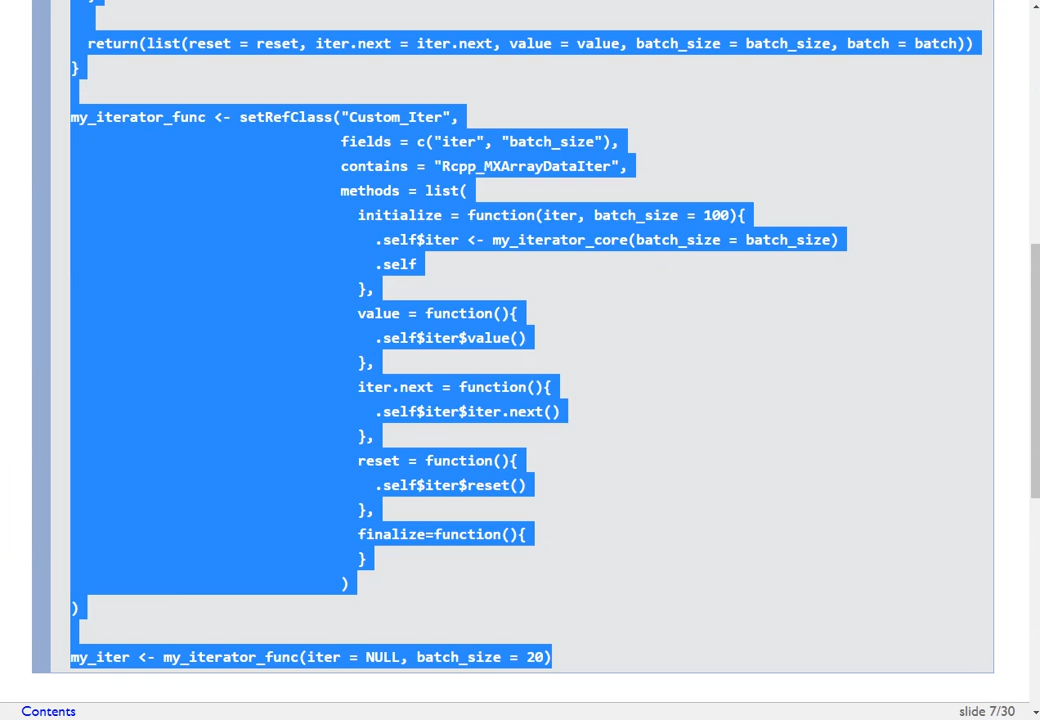 return(list(reset = reset, iter.next = iter.next, value = value, batch_size = batch_size, batch = batch))
}
my_iterator_func <- setRefClass("Custom_Iter",
fields = c("iter", "batch_size"),
contains = "Rcpp_MXArrayDataIter",
methods = list(
initialize = function(iter, batch_size = 100){
.self$iter <- my_iterator_core(batch_size = batch_size)
.self
},
value = function(){
.self$iter$value()
},
iter.next = function(){
.self$iter$iter.next()
},
reset = function(){
.self$iter$reset()
},
finalize=function(){
}
)
)
my_iter <- my_iterator_func(iter = NULL, batch_size = 20)
Contents
slide 7/30